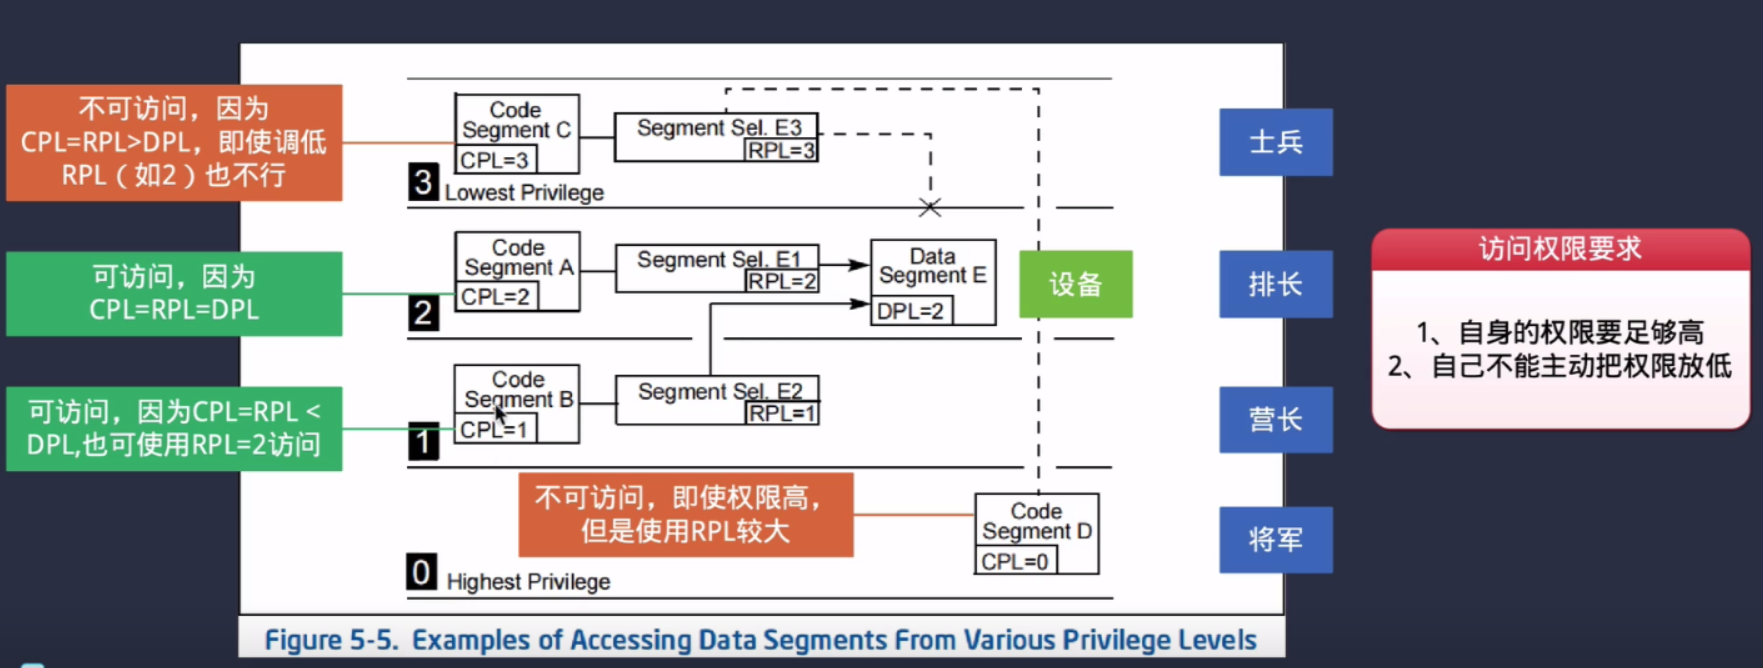 不可访问，因为
CPL=RPL>DPL，即使调低
RPL（如2）也不行
Code
Segment C
CPL=3
Segment Sel. E3
RPL=3
3
Lowest Privilege
士兵
可访问，因为
CPL=RPL=DPL
Code
Segment A
CPL=2
Segment Sel. E1
RPL=2
Data
Segment E
DPL=2
2
设备
排长
访问权限要求
1、自身的权限要足够高
2、自己不能主动把权限放低
可访问，因为CPL=RPL <
DPL,也可使用RPL=2访问
Code
Segment B
CPL=1
Segment Sel. E2
RPL=1
1
营长
不可访问，即使权限高，
但是使用RPL较大
Code
Segment D
CPL=0
0
Highest Privilege
将军
Figure 5-5. Examples of Accessing Data Segments From Various Privilege Levels